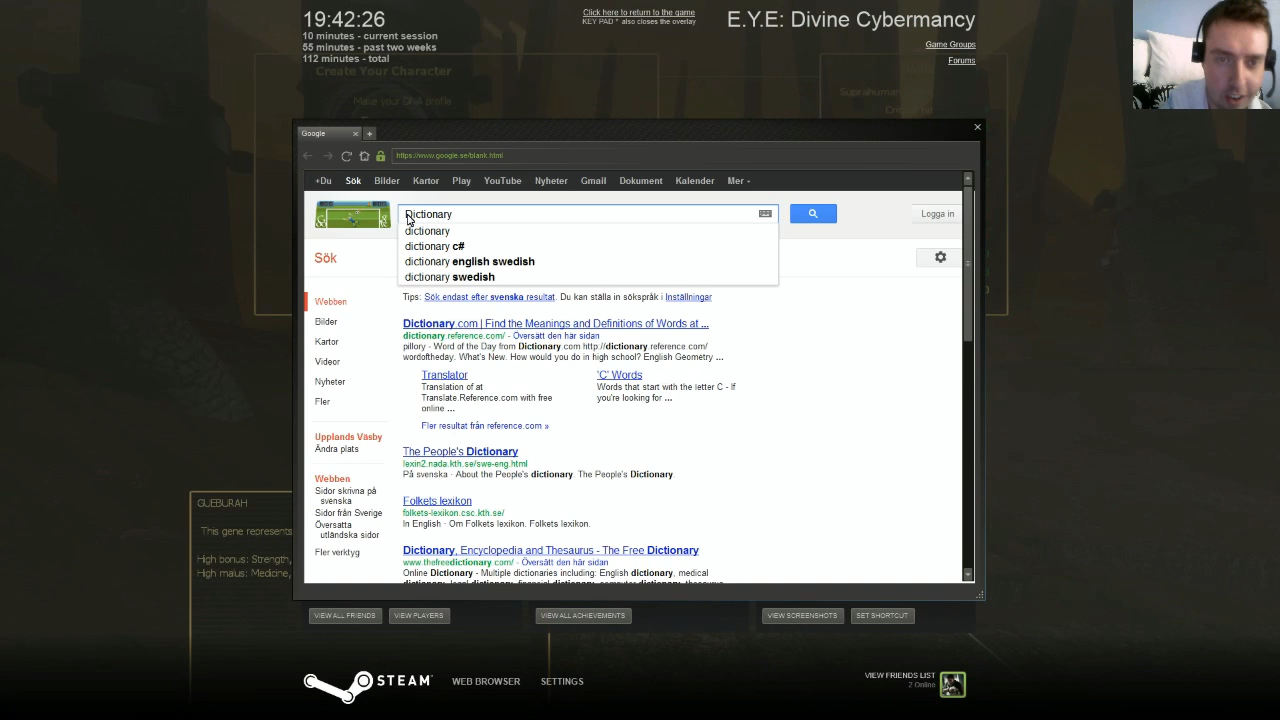 19:42:26
10 minutes - current session
55 minutes - past two weeks
112 minutes - total
Click here to return to the game
KEY PAD * also closes the overlay
E.Y.E: Divine Cybermancy
Game Groups
Forums
Create Your Character
Make your DNA profile
Google
https://www.google.se/blank.html
+Du Sök Bilder Kartor Play YouTube Nyheter Gmail Dokument Kalender Mer
Dictionary
Logga in
dictionary
dictionary c#
dictionary english swedish
dictionary swedish
Sök
Tips: Sök endast efter svenska resultat. Du kan ställa in sökspråk i Inställningar
Webben
Bilder
Kartor
Videor
Nyheter
Fler
Upplands Väsby
Ändra plats
Webben
Sidor skrivna på
svenska
Sidor från Sverige
Översatta
utländska sidor
Fler verktyg
Dictionary.com | Find the Meanings and Definitions of Words at ...
dictionary.reference.com/ - Översätt den här sidan
pillory - Word of the Day from Dictionary.com http://dictionary.reference.com/
wordoftheday. What's New. How would you do in high school? English Geometry ...
Translator
Translation of at
Translate.Reference.com with free
online ...
'C' Words
Words that start with the letter C - If
you're looking for ...
Fler resultat från reference.com »
The People's Dictionary
lexin2.nada.kth.se/swe-eng.html
På svenska - About the People's dictionary. The People's Dictionary.
Folkets lexikon
folkets-lexikon.csc.kth.se/
In English - Om Folkets lexikon. Folkets lexikon.
Dictionary, Encyclopedia and Thesaurus - The Free Dictionary
www.thefreedictionary.com/ - Översätt den här sidan
Online Dictionary - Multiple dictionaries including: English dictionary, medical
GUEBURAH
This gene represents
High bonus: Strength,
High malus: Medicine,
VIEW ALL FRIENDS
VIEW PLAYERS
VIEW ALL ACHIEVEMENTS
VIEW SCREENSHOTS
SET SHORTCUT
STEAM
WEB BROWSER
SETTINGS
VIEW FRIENDS LIST
2 Online